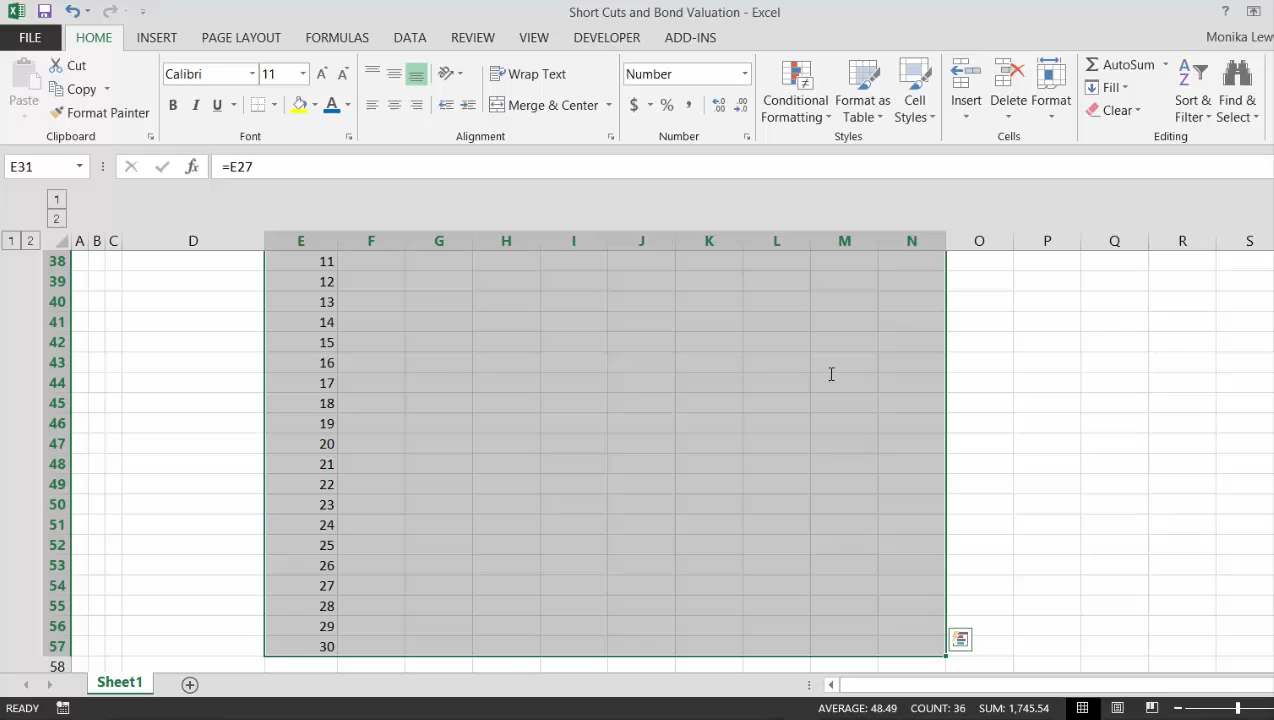 Short Cuts and Bond Valuation - Excel
?
FILE HOME INSERT PAGE LAYOUT FORMULAS DATA REVIEW VIEW DEVELOPER ADD-INS Monika Lew
Paste
Cut
Copy
Format Painter
Clipboard
Calibri 11
B I U A
Font
Wrap Text
Merge & Center
Alignment
Number
$ % ,
Number
Conditional Formatting
Format as Table
Cell Styles
Styles
Insert Delete Format
Cells
AutoSum
Fill
Clear
Sort & Filter
Find & Select
Editing
E31 fx =E27
1
2
1 2 A B C D E F G H I J K L M N O P Q R S
38 11
39 12
40 13
41 14
42 15
43 16
44 17
45 18
46 19
47 20
48 21
49 22
50 23
51 24
52 25
53 26
54 27
55 28
56 29
57 30
58
Sheet1
READY AVERAGE: 48.49 COUNT: 36 SUM: 1,745.54